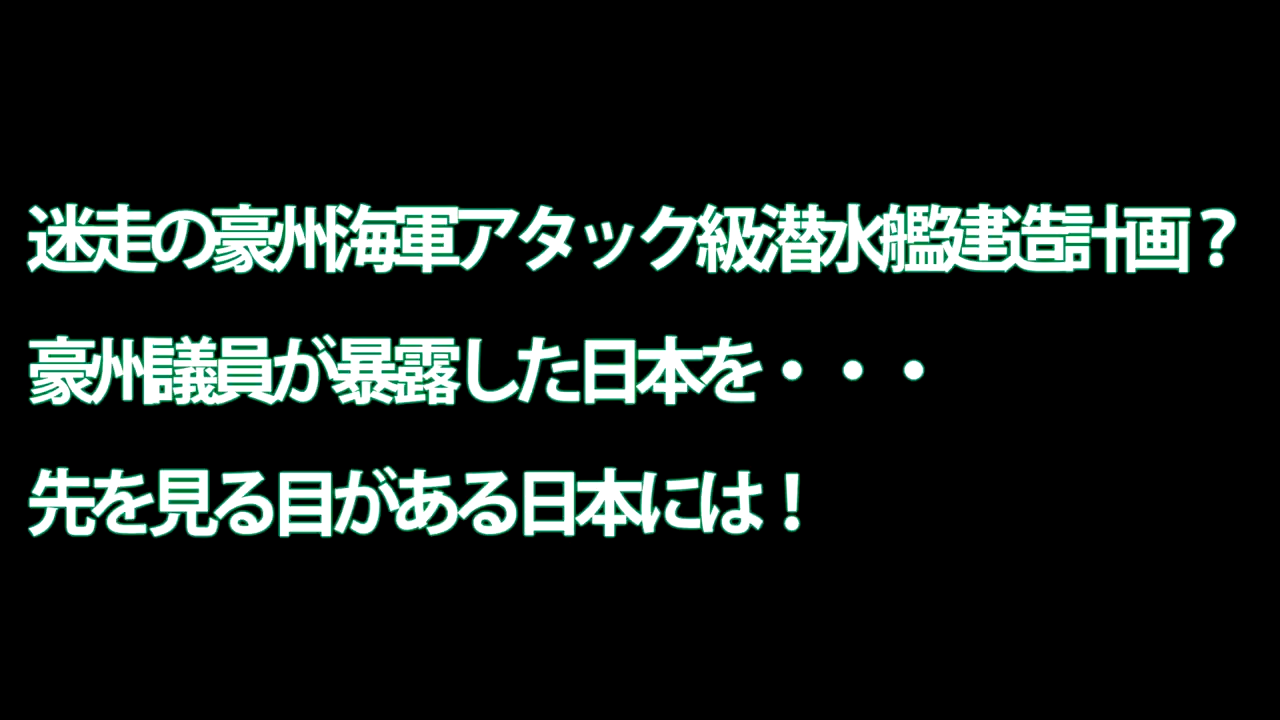 迷走の豪州海軍アタック級潜水艦建造計画？
豪州議員が暴露した日本を・・・
先を見る目がある日本には！